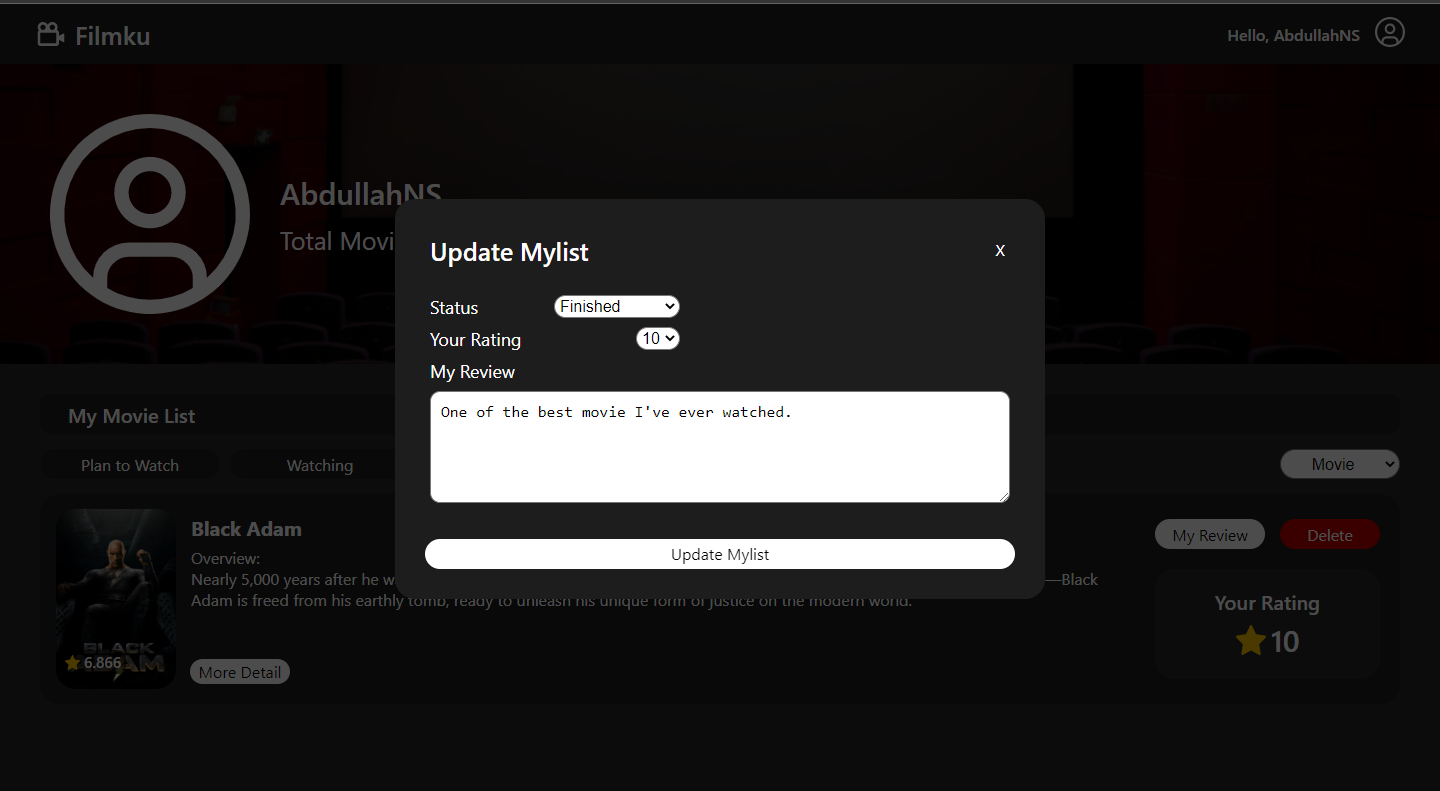 Filmku
Hello, AbdullahNS
AbdullahNS
Total Movi
Update Mylist
X
Status
Finished
Your Rating
10
My Review
One of the best movie I've ever watched.
Update Mylist
My Movie List
Plan to Watch
Watching
Movie
Black Adam
Overview:
Nearly 5,000 years after he w —Black
Adam is freed from his earthly tomb, ready to unleash his unique form of justice on the modern world.
BLACK
6.866
More Detail
My Review
Delete
Your Rating
10